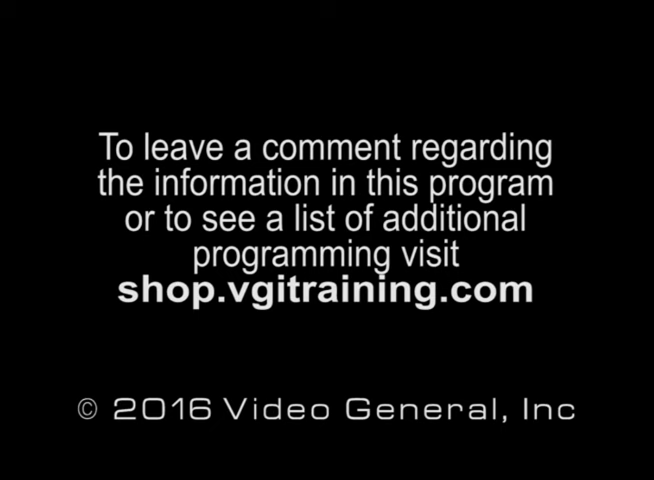 To leave a comment regarding
the information in this program
or to see a list of additional
programming visit
shop.vgitraining.com
© 2016 Video General, Inc